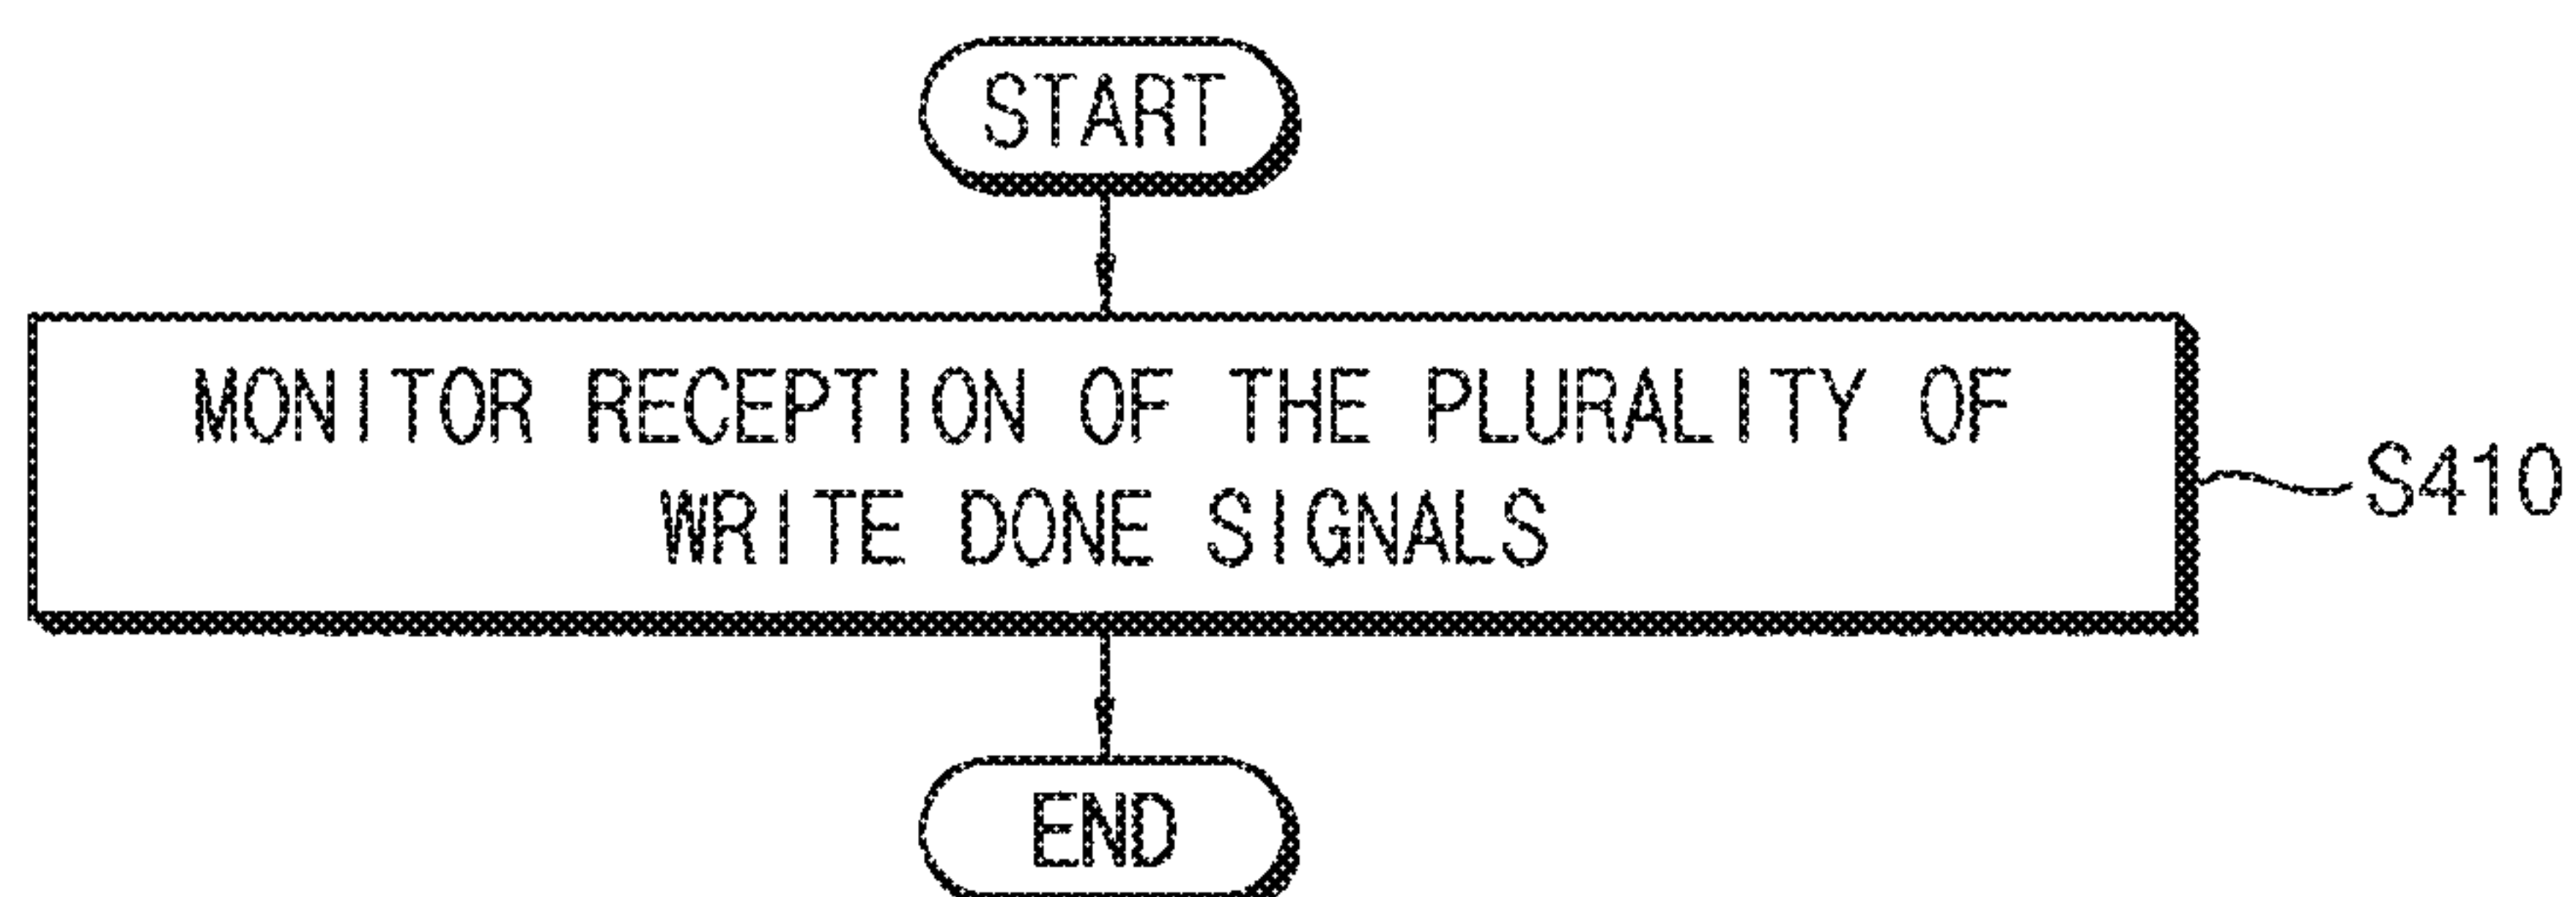 START
MONITOR RECEPTION OF THE PLURALITY OF
WRITE DONE SIGNALS
S410
END